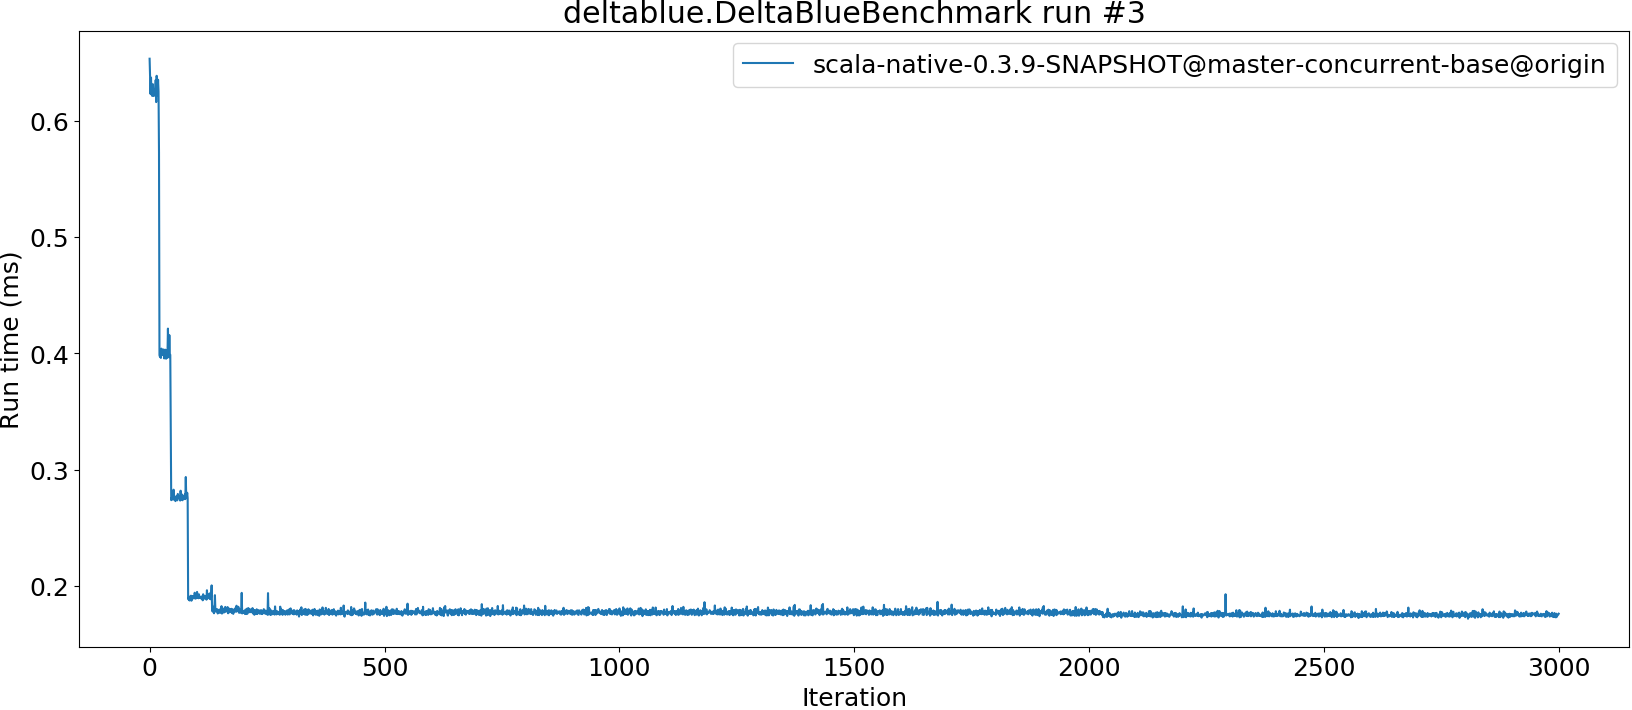 deltablue.DeltaBlueBenchmark run #3
scala-native-0.3.9-SNAPSHOT@master-concurrent-base@origin
Run time (ms)
0.6
0.5
0.4
0.3
0.2
0 500 1000 1500 2000 2500 3000
Iteration